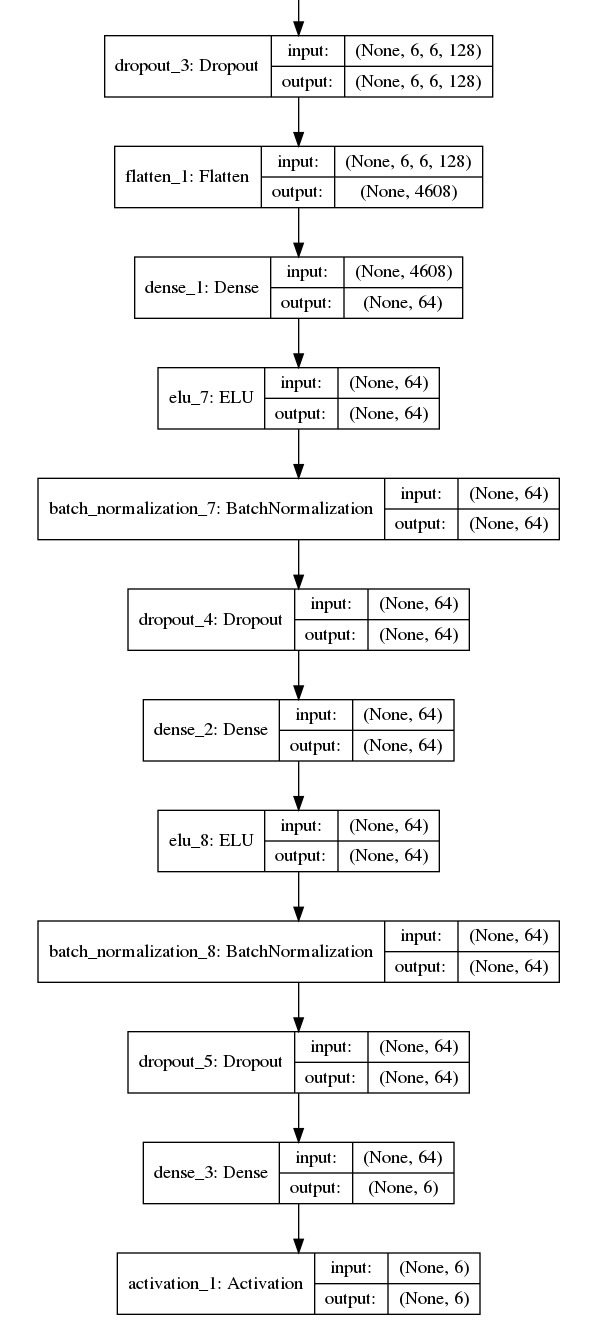 dropout_3: Dropout
input: (None, 6, 6, 128)
output: (None, 6, 6, 128)
flatten_1: Flatten
input: (None, 6, 6, 128)
output: (None, 4608)
dense_1: Dense
input: (None, 4608)
output: (None, 64)
elu_7: ELU
input: (None, 64)
output: (None, 64)
batch_normalization_7: BatchNormalization
input: (None, 64)
output: (None, 64)
dropout_4: Dropout
input: (None, 64)
output: (None, 64)
dense_2: Dense
input: (None, 64)
output: (None, 64)
elu_8: ELU
input: (None, 64)
output: (None, 64)
batch_normalization_8: BatchNormalization
input: (None, 64)
output: (None, 64)
dropout_5: Dropout
input: (None, 64)
output: (None, 64)
dense_3: Dense
input: (None, 64)
output: (None, 6)
activation_1: Activation
input: (None, 6)
output: (None, 6)